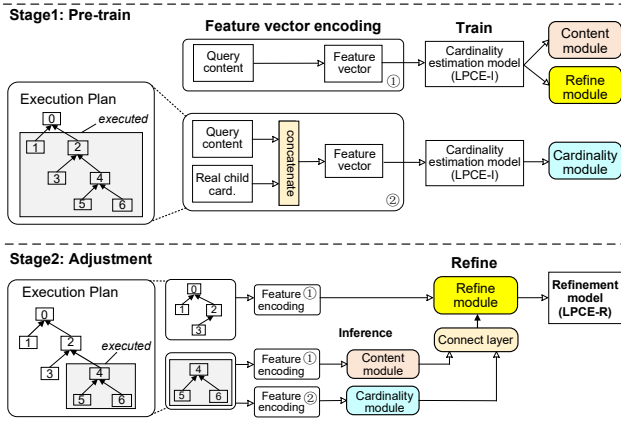 Stage1: Pre-train
Feature vector encoding
Train
Query
content
Feature
vector
①
Cardinality
estimation model
(LPCE-I)
Content
module
Refine
module
Execution Plan
executed
0
1
2
3
4
5
6
Query
content
Real child
card.
concatenate
Feature
vector
②
Cardinality
estimation model
(LPCE-I)
Cardinality
module
Stage2: Adjustment
Refine
Execution Plan
executed
0
1
2
3
4
5
6
0
1
2
3
Feature ①
encoding
Refine
module
Refinement
model
(LPCE-R)
Inference
Connect layer
4
5
6
Feature ①
encoding
Content
module
Feature ②
encoding
Cardinality
module